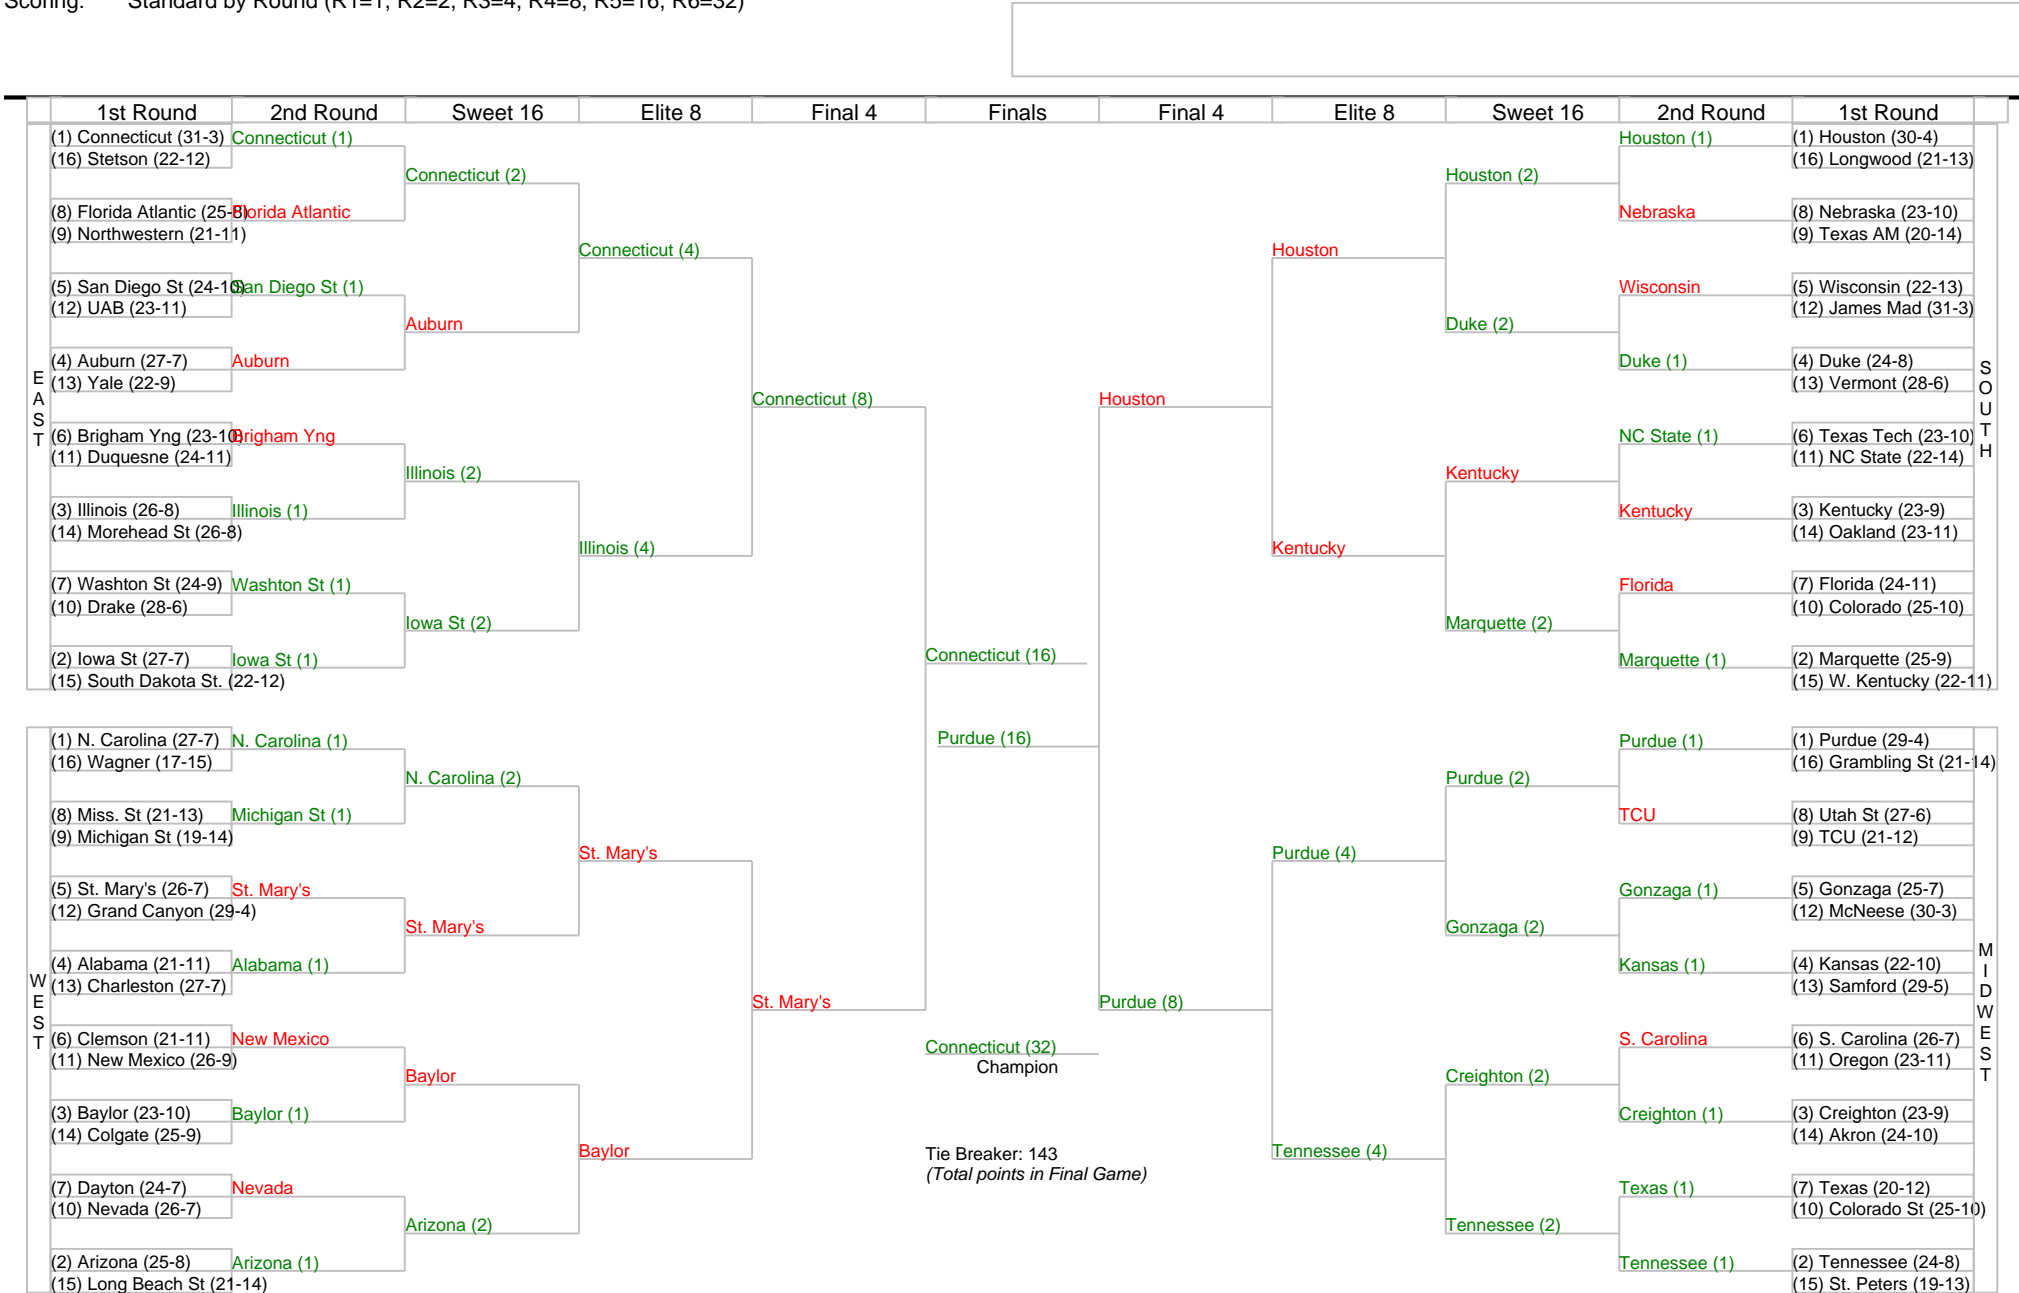 Scoring: Standard by Round (R1=1, R2=2, R3=4, R4=8, R5=16, R6=32)
1st Round 2nd Round Sweet 16 Elite 8 Final 4 Finals Final 4 Elite 8 Sweet 16 2nd Round 1st Round
EAST
(1) Connecticut (31-3)
(16) Stetson (22-12)
(8) Florida Atlantic (25-8)
(9) Northwestern (21-11)
(5) San Diego St (24-10)
(12) UAB (23-11)
(4) Auburn (27-7)
(13) Yale (22-9)
(6) Brigham Yng (23-10)
(11) Duquesne (24-11)
(3) Illinois (26-8)
(14) Morehead St (26-8)
(7) Washton St (24-9)
(10) Drake (28-6)
(2) Iowa St (27-7)
(15) South Dakota St. (22-12)
Connecticut (1)
Florida Atlantic
San Diego St (1)
Auburn
Brigham Yng
Illinois (1)
Washton St (1)
Iowa St (1)
Connecticut (2)
Auburn
Illinois (2)
Iowa St (2)
Connecticut (4)
Illinois (4)
Connecticut (8)
WEST
(1) N. Carolina (27-7)
(16) Wagner (17-15)
(8) Miss. St (21-13)
(9) Michigan St (19-14)
(5) St. Mary's (26-7)
(12) Grand Canyon (29-4)
(4) Alabama (21-11)
(13) Charleston (27-7)
(6) Clemson (21-11)
(11) New Mexico (26-9)
(3) Baylor (23-10)
(14) Colgate (25-9)
(7) Dayton (24-7)
(10) Nevada (26-7)
(2) Arizona (25-8)
(15) Long Beach St (21-14)
N. Carolina (1)
Michigan St (1)
St. Mary's
Alabama (1)
New Mexico
Baylor (1)
Nevada
Arizona (1)
N. Carolina (2)
St. Mary's
Baylor
Arizona (2)
St. Mary's
Baylor
St. Mary's
Connecticut (16)
Purdue (16)
Connecticut (32)
Champion
Tie Breaker: 143
(Total points in Final Game)
Houston
Houston
Kentucky
Houston (2)
Duke (2)
Kentucky
Marquette (2)
Houston (1)
Nebraska
Wisconsin
Duke (1)
NC State (1)
Kentucky
Florida
Marquette (1)
(1) Houston (30-4)
(16) Longwood (21-13)
(8) Nebraska (23-10)
(9) Texas AM (20-14)
(5) Wisconsin (22-13)
(12) James Mad (31-3)
(4) Duke (24-8)
(13) Vermont (28-6)
(6) Texas Tech (23-10)
(11) NC State (22-14)
(3) Kentucky (23-9)
(14) Oakland (23-11)
(7) Florida (24-11)
(10) Colorado (25-10)
(2) Marquette (25-9)
(15) W. Kentucky (22-11)
SOUTH
Purdue (8)
Purdue (4)
Tennessee (4)
Purdue (2)
Gonzaga (2)
Creighton (2)
Tennessee (2)
Purdue (1)
TCU
Gonzaga (1)
Kansas (1)
S. Carolina
Creighton (1)
Texas (1)
Tennessee (1)
(1) Purdue (29-4)
(16) Grambling St (21-14)
(8) Utah St (27-6)
(9) TCU (21-12)
(5) Gonzaga (25-7)
(12) McNeese (30-3)
(4) Kansas (22-10)
(13) Samford (29-5)
(6) S. Carolina (26-7)
(11) Oregon (23-11)
(3) Creighton (23-9)
(14) Akron (24-10)
(7) Texas (20-12)
(10) Colorado St (25-10)
(2) Tennessee (24-8)
(15) St. Peters (19-13)
MIDWEST